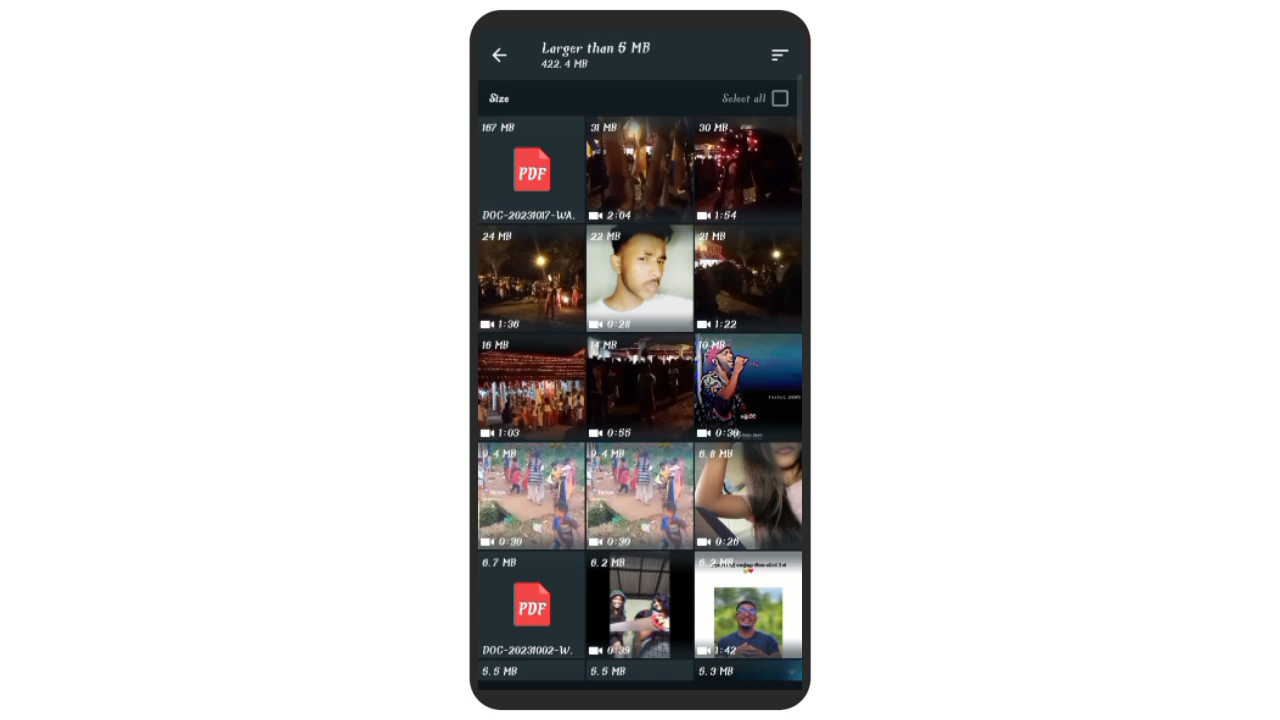 Larger than 5 MB
422.4 MB
Size
Select all
167 MB
PDF
DOC-20231017-WA.
31 MB
2:04
30 MB
1:54
24 MB
1:36
22 MB
0:28
21 MB
1:22
16 MB
1:03
14 MB
0:55
10 MB
0:30
9.4 MB
TikTok
0:30
9.4 MB
TikTok
0:30
6.8 MB
0:26
6.7 MB
PDF
DOC-20231002-W.
6.2 MB
0:39
6.2 MB
1:42
5.5 MB
5.5 MB
5.3 MB